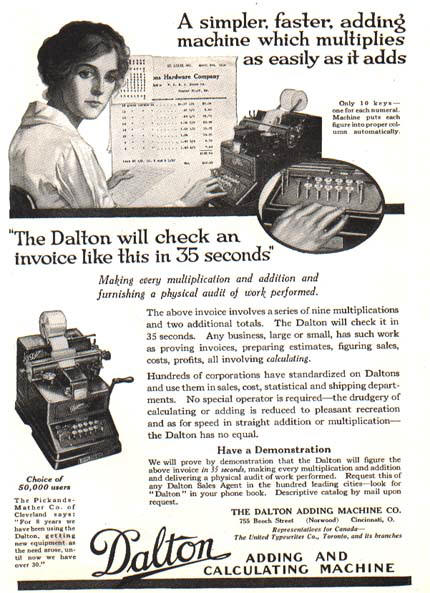 A simpler, faster, adding
machine which multiplies
as easily as it adds
Hardware Company
Only 10 keys—
one for each numeral.
Machine puts each
figure into proper col-
umn automatically.
"The Dalton will check an
invoice like this in 35 seconds"
Making every multiplication and addition and
furnishing a physical audit of work performed.
The above invoice involves a series of nine multiplications
and two additional totals. The Dalton will check it in
35 seconds. Any business, large or small, has such work
as proving invoices, preparing estimates, figuring sales,
costs, profits, all involving calculating.
Hundreds of corporations have standardized on Daltons
and use them in sales, cost, statistical and shipping depart-
ments. No special operator is required—the drudgery of
calculating or adding is reduced to pleasant recreation
and as for speed in straight addition or multiplication—
the Dalton has no equal.
Have a Demonstration
We will prove by demonstration that the Dalton will figure the
above invoice in 35 seconds, making every multiplication and addition
and delivering a physical audit of work performed. Request this of
any Dalton Sales Agent in the hundred leading cities—look for
"Dalton" in your phone book. Descriptive catalog by mail upon
request.
THE DALTON ADDING MACHINE CO.
755 Beech Street (Norwood) Cincinnati, O.
Representatives for Canada—
The United Typewriter Co., Toronto, and its branches
Choice of
50,000 users
The Pickands-
Mather Co. of
Cleveland says:
"For 8 years we
have been using the
Dalton, getting
new equipment as
the need arose, un-
til now we have
over 30."
Dalton
ADDING AND
CALCULATING MACHINE